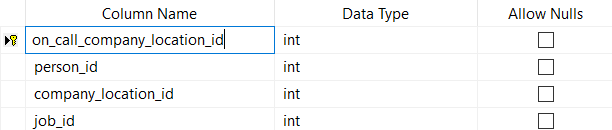 Column Name Data Type Allow Nulls
on_call_company_location_id int
person_id int
company_location_id int
job_id int